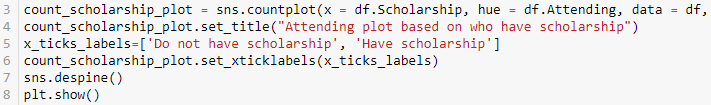 3 count_scholarship_plot = sns.countplot(x = df.Scholarship, hue = df.Attending, data = df,
4 count_scholarship_plot.set_title("Attending plot based on who have scholarship")
5 x_ticks_labels=['Do not have scholarship', 'Have scholarship']
6 count_scholarship_plot.set_xticklabels(x_ticks_labels)
7 sns.despine()
8 plt.show()